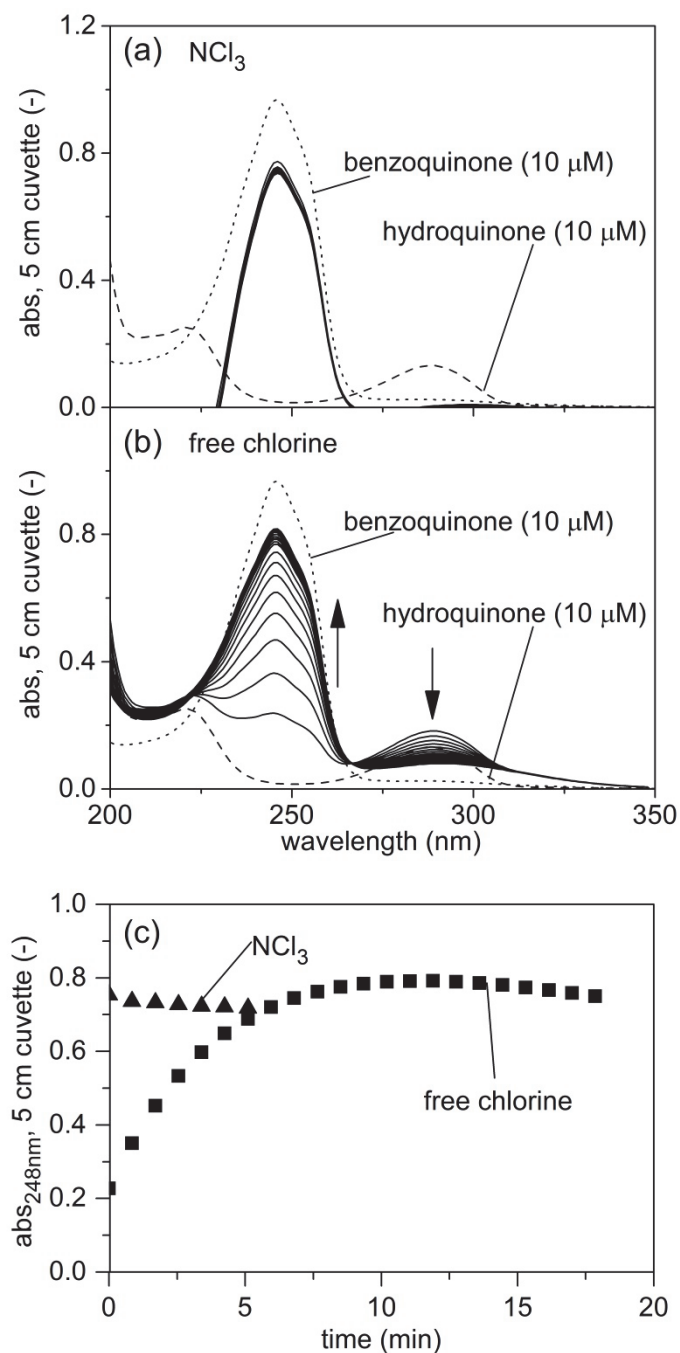 1.2
(a) NCl3
benzoquinone (10 μM)
0.8
hydroquinone (10 μM)
0.4
abs, 5 cm cuvette (-)
0.0
(b) free chlorine
benzoquinone (10 μM)
0.8
hydroquinone (10 μM)
0.4
abs, 5 cm cuvette (-)
0.0
200 250 300 350
wavelength (nm)
1.0
(c)
NCl3
0.8
0.6
free chlorine
0.4
0.2
abs248nm, 5 cm cuvette (-)
0.0
0 5 10 15 20
time (min)